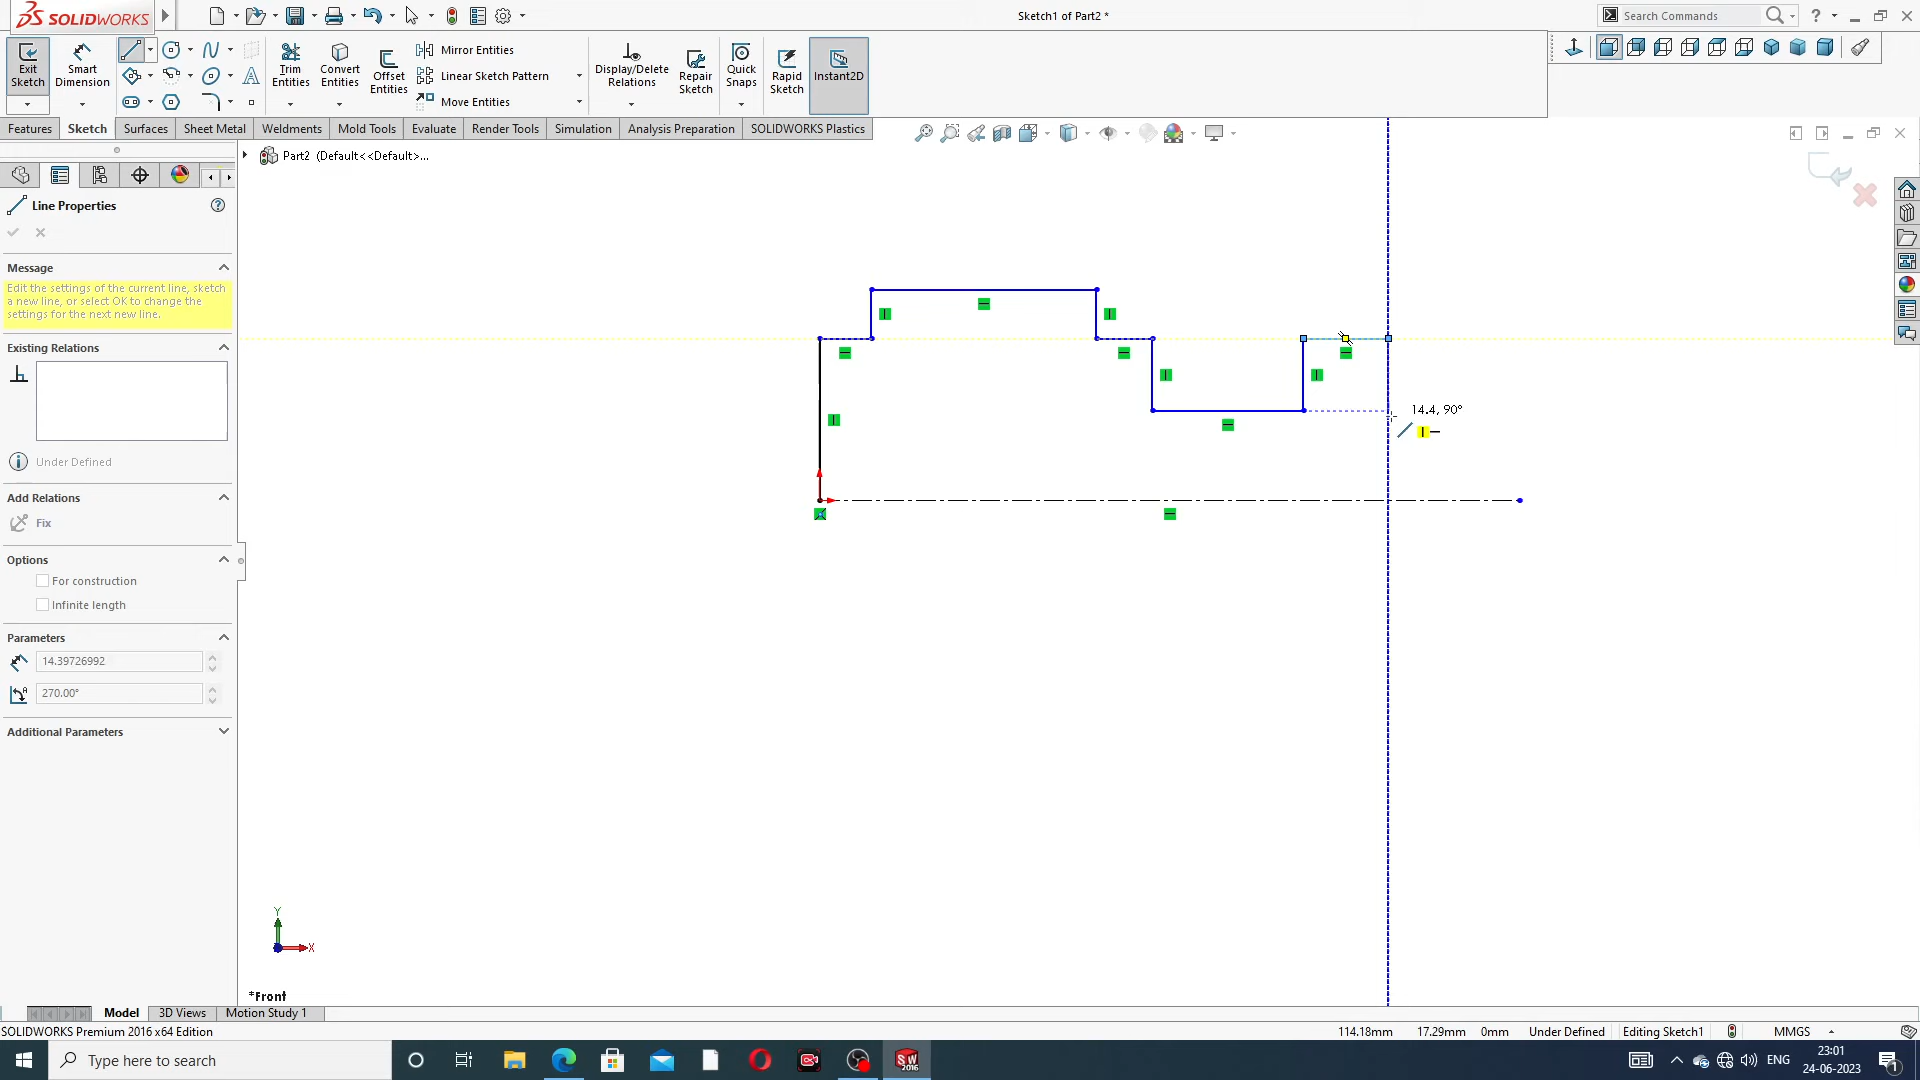 SOLIDWORKS
Sketch1 of Part2 *
Search Commands
Exit Sketch
Smart Dimension
Trim Entities
Convert Entities
Offset Entities
Mirror Entities
Linear Sketch Pattern
Move Entities
Display/Delete Relations
Repair Sketch
Quick Snaps
Rapid Sketch
Instant2D
Features Sketch Surfaces Sheet Metal Weldments Mold Tools Evaluate Render Tools Simulation Analysis Preparation SOLIDWORKS Plastics
Part2 (Default<<Default>...
Line Properties
Message
Edit the settings of the current line, sketch
a new line, or select OK to change the
settings for the next new line.
Existing Relations
Under Defined
Add Relations
Fix
Options
For construction
Infinite length
Parameters
14.39726992
270.00°
Additional Parameters
14.4, 90°
Y
X
*Front
Model 3D Views Motion Study 1
SOLIDWORKS Premium 2016 x64 Edition
114.18mm 17.29mm 0mm Under Defined Editing Sketch1 MMGS
Type here to search
SW 2016
ENG
23:01
24-06-2023
1